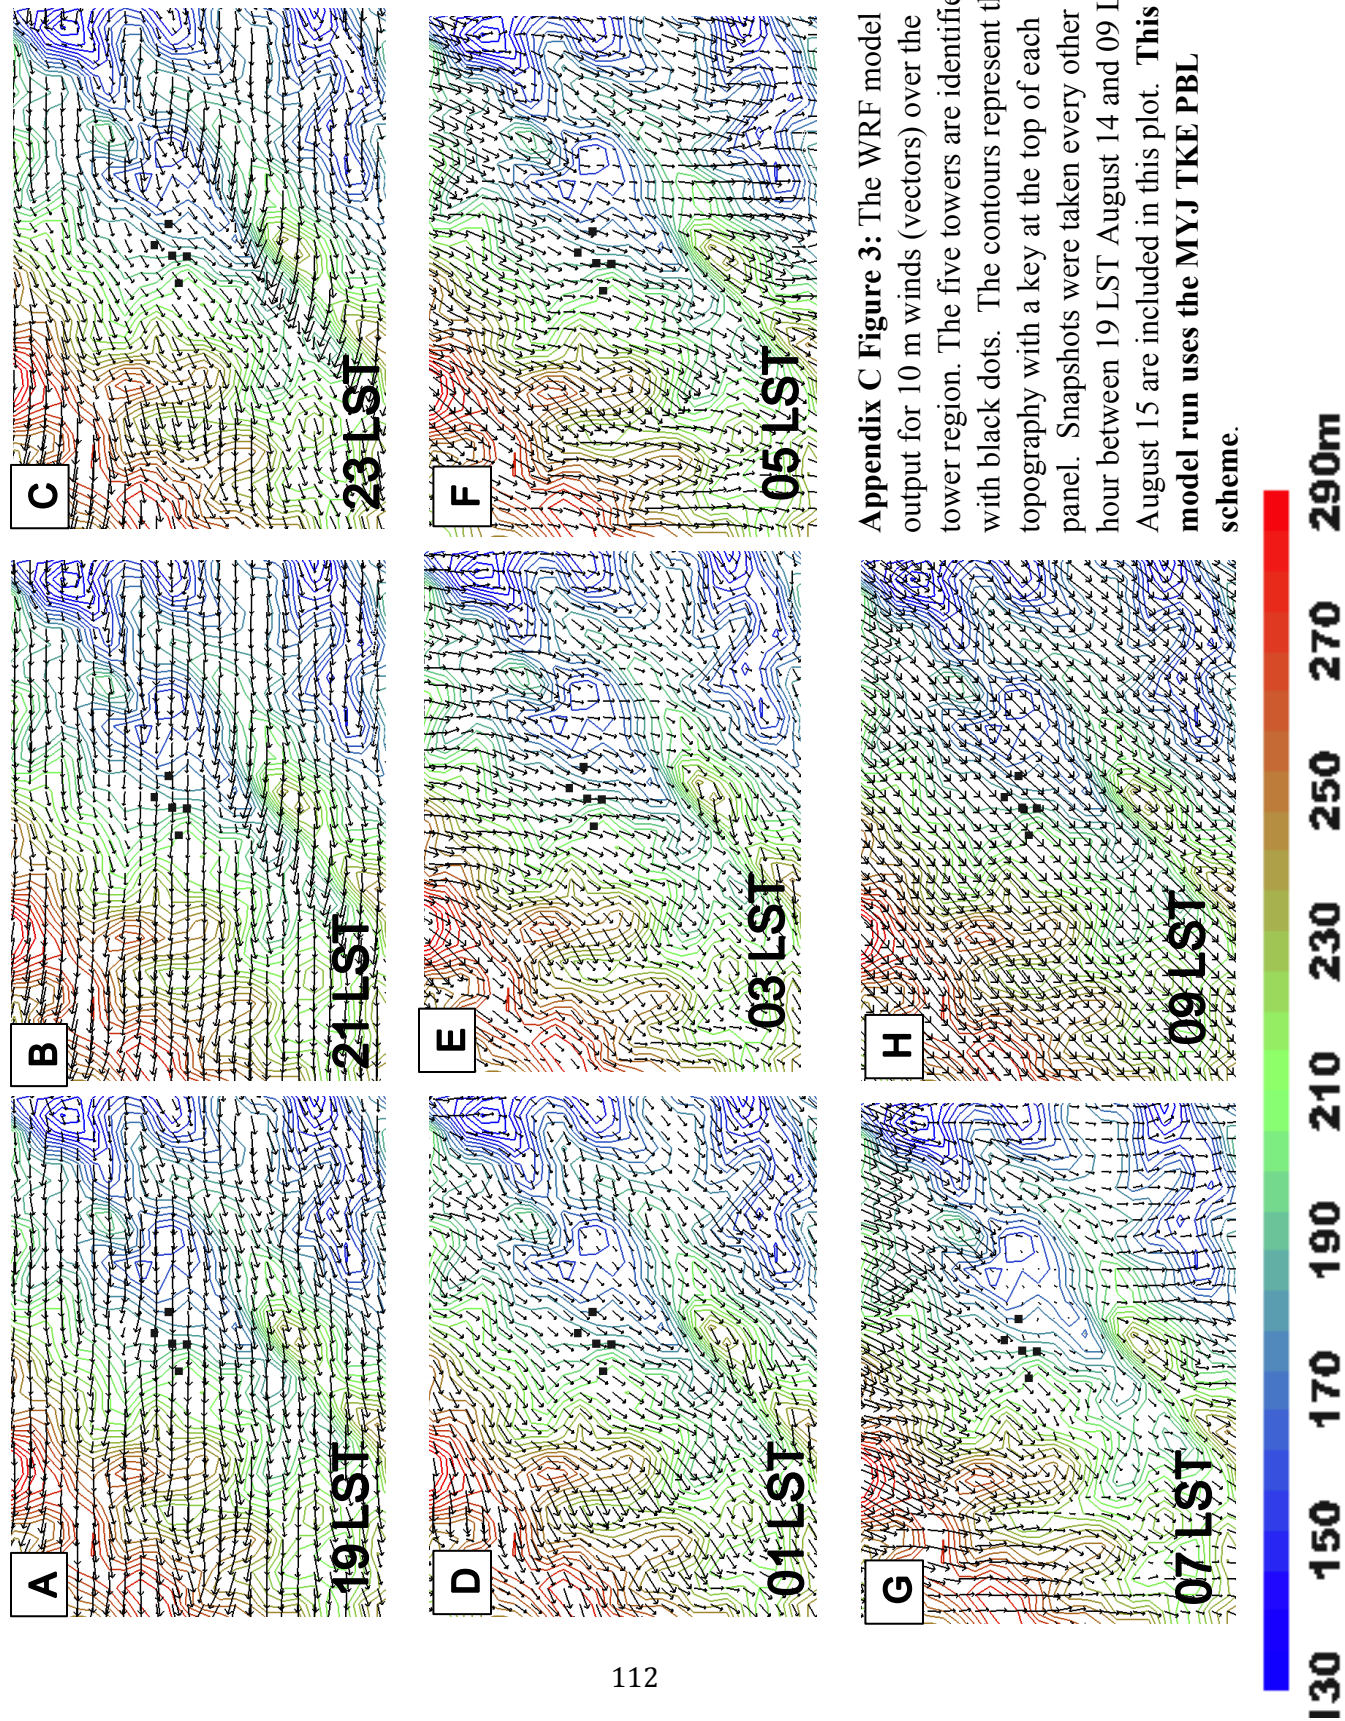 A
19 LST
B
21 LST
C
23 LST
D
01 LST
E
03 LST
F
05 LST
G
07 LST
H
09 LST
Appendix C Figure 3: The WRF model
output for 10 m winds (vectors) over the
tower region. The five towers are
with black dots. The contours represent
topography with a key at the top of each
panel. Snapshots were taken every other
hour between 19 LST August 14 and 09
August 15 are included in this plot. This
model run uses the MYJ TKE PBL
scheme.
130 150 170 190 210 230 250 270 290m
112